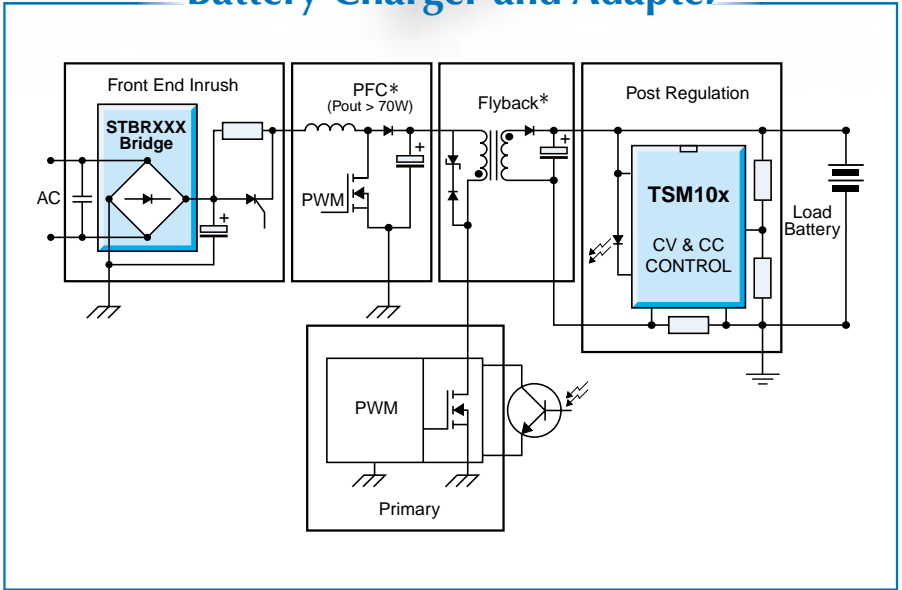 Battery Charger and Adapter
Front End Inrush
STBRXXX
Bridge
AC
+
PFC*
(Pout > 70W)
PWM
+
Flyback*
+
Post Regulation
TSM10x
CV & CC
CONTROL
Load
Battery
PWM
Primary